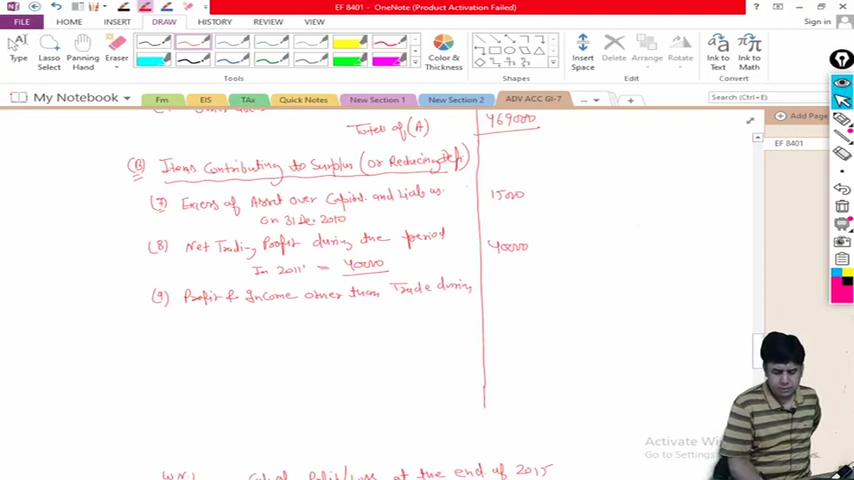 EF 8401 - OneNote (Product Activation Failed)
Sign in
FILE HOME INSERT DRAW HISTORY REVIEW VIEW
Type
Lasso Select
Panning Hand
Eraser
Color & Thickness
Insert Space
Delete
Arrange
Rotate
Ink to Text
Ink to Math
Tools
Shapes
Edit
Convert
My Notebook
Fm
EIS
TAx
Quick Notes
New Section 1
New Section 2
ADV ACC GI-7
Search (Ctrl+E)
Add Page
EF 8401
Total of (A) 469000
(B) Items Contributing to Surplus (or Reducing
(7) Excess of Asset over Capital and Liab as 15000
on 31 Dec. 2010
(8) Net Trading Profit during the period 40000
In 2011 = 40000
(9) Profit & Income other than Trade during
W.N.1 Profit/Loss at the end of 2015
Activate
Go to Settings